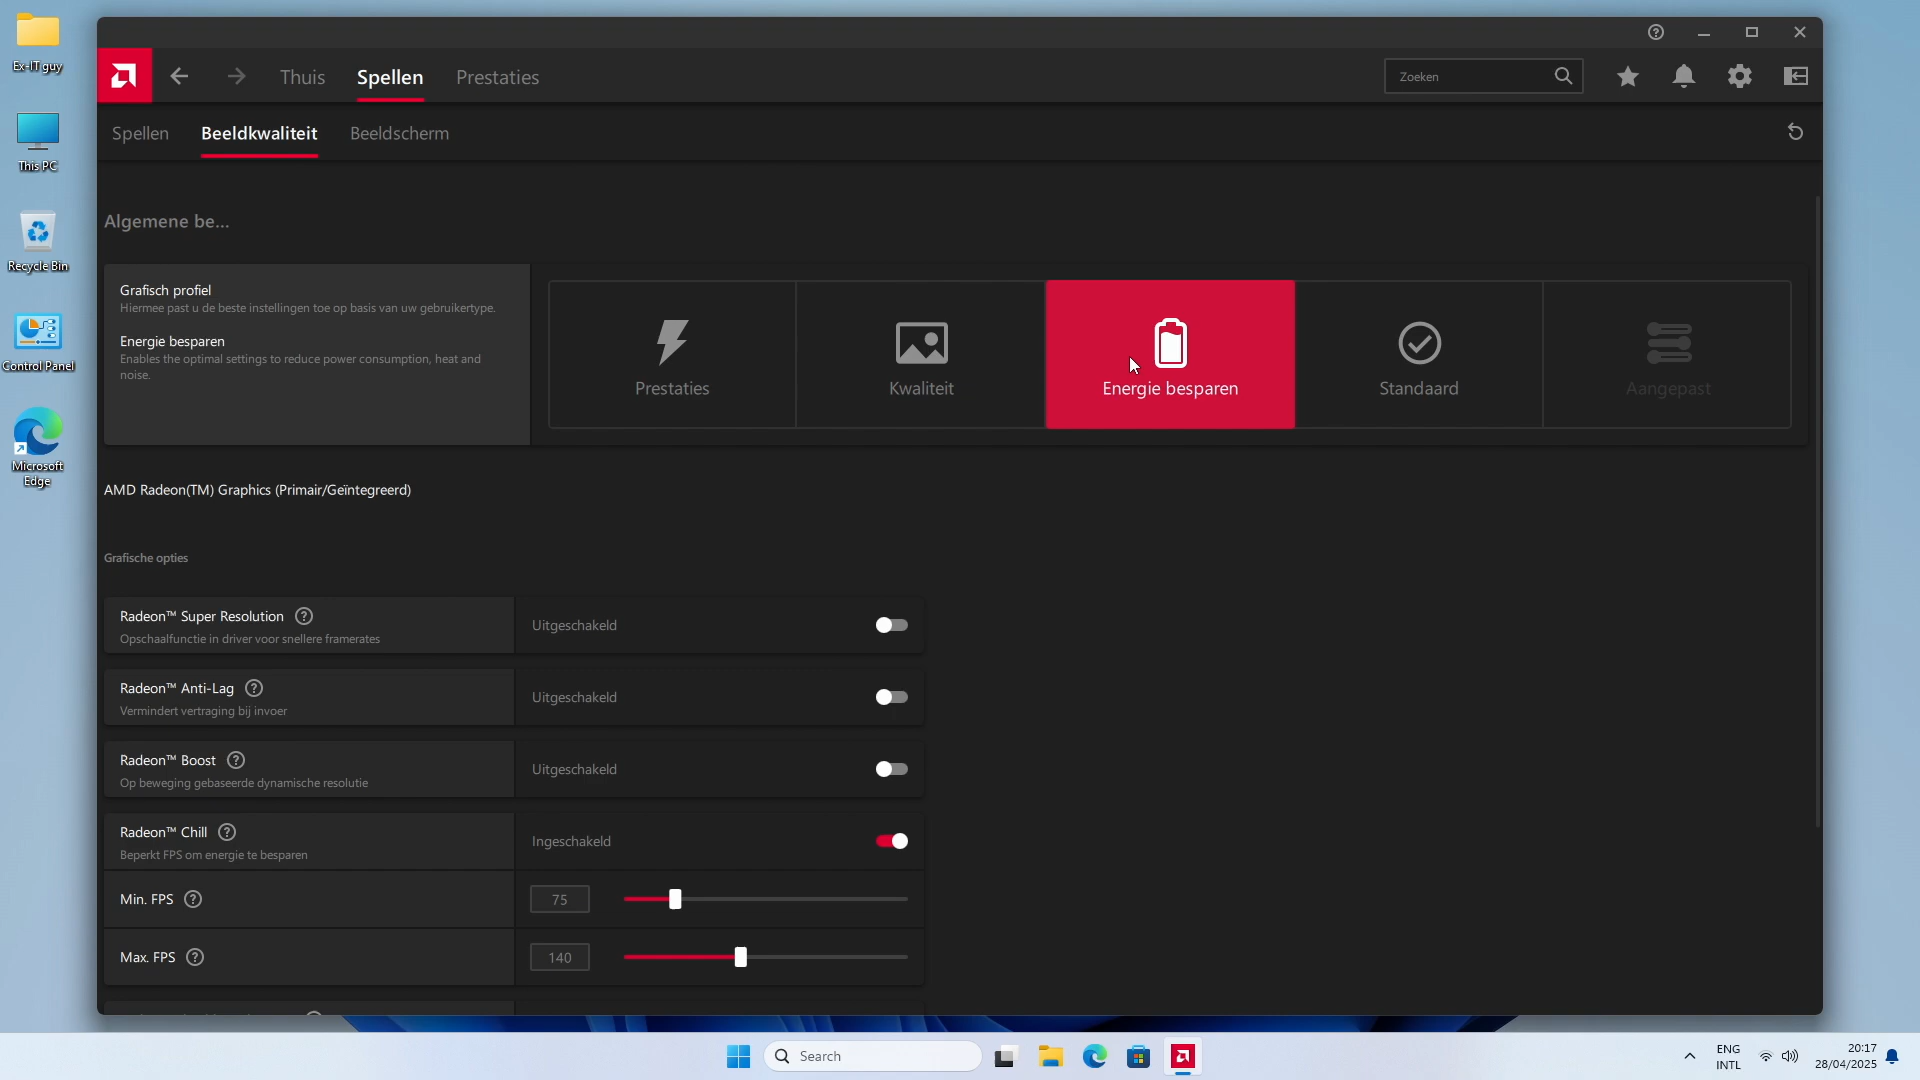 Ex-IT guy
This PC
Recycle Bin
Control Panel
Microsoft
Edge
Thuis
Spellen
Prestaties
Zoeken
Spellen
Beeldkwaliteit
Beeldscherm
Algemene be...
Grafisch profiel
Hiermee past u de beste instellingen toe op basis van uw gebruikertype.
Energie besparen
Enables the optimal settings to reduce power consumption, heat and
noise.
Prestaties
Kwaliteit
Energie besparen
Standaard
Aangepast
AMD Radeon(TM) Graphics (Primair/Geïntegreerd)
Grafische opties
Radeon™ Super Resolution
Opschaalfunctie in driver voor snellere framerates
Uitgeschakeld
Radeon™ Anti-Lag
Vermindert vertraging bij invoer
Uitgeschakeld
Radeon™ Boost
Op beweging gebaseerde dynamische resolutie
Uitgeschakeld
Radeon™ Chill
Beperkt FPS om energie te besparen
Ingeschakeld
Min. FPS
75
Max. FPS
140
Search
ENG
INTL
20:17
28/04/2025